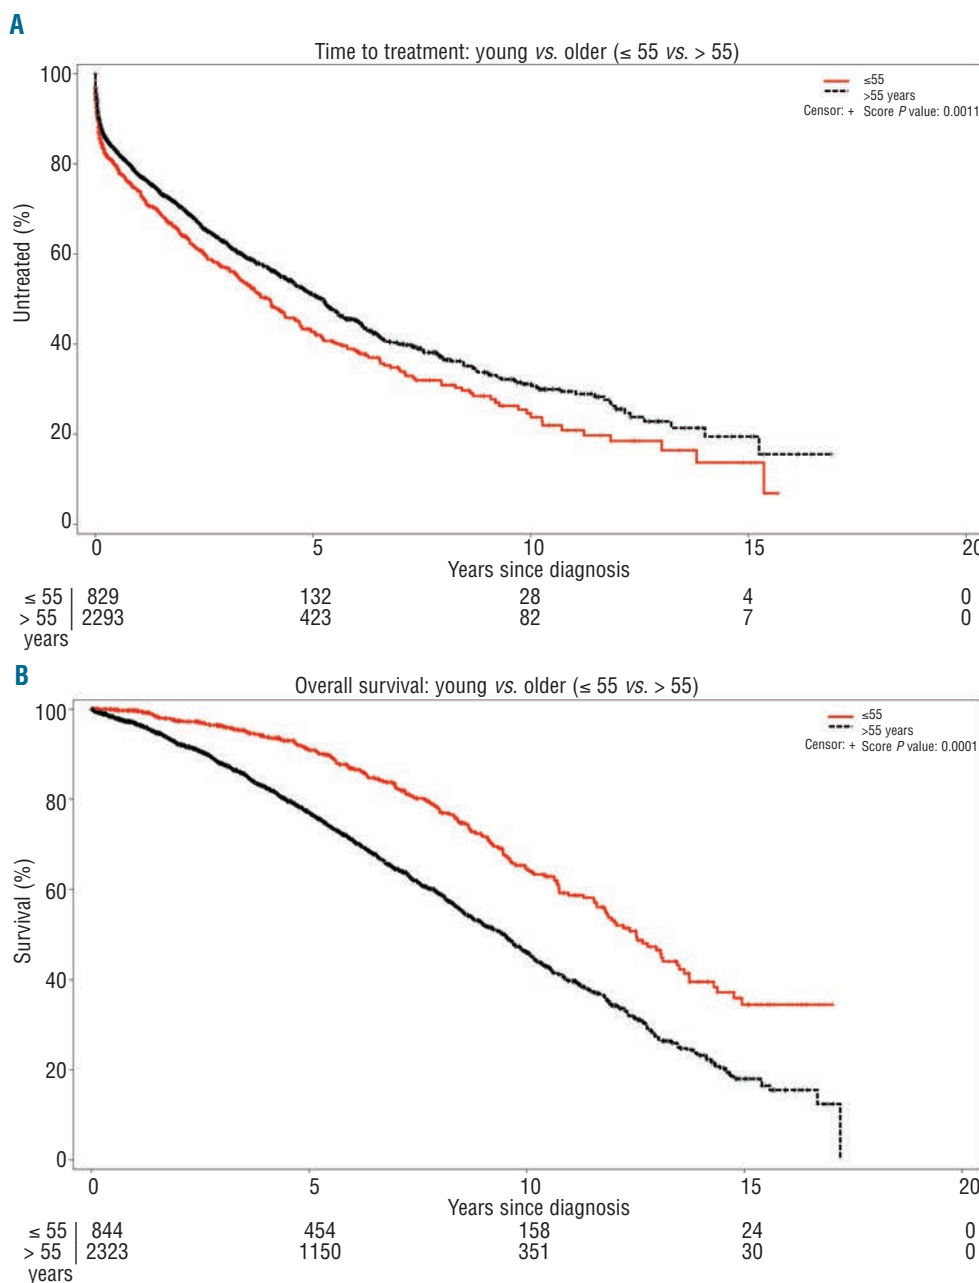 A
Time to treatment: young vs. older (≤ 55 vs. > 55)
≤55
>55 years
Censor: + Score P value: 0.0011
100
80
60
40
20
0
Untreated (%)
0 5 10 15 20
Years since diagnosis
≤ 55 829 132 28 4 0
> 55 2293 423 82 7 0
years
B
Overall survival: young vs. older (≤ 55 vs. > 55)
≤55
>55 years
Censor: + Score P value: 0.0001
100
80
60
40
20
0
Survival (%)
0 5 10 15 20
Years since diagnosis
≤ 55 844 454 158 24 0
> 55 2323 1150 351 30 0
years